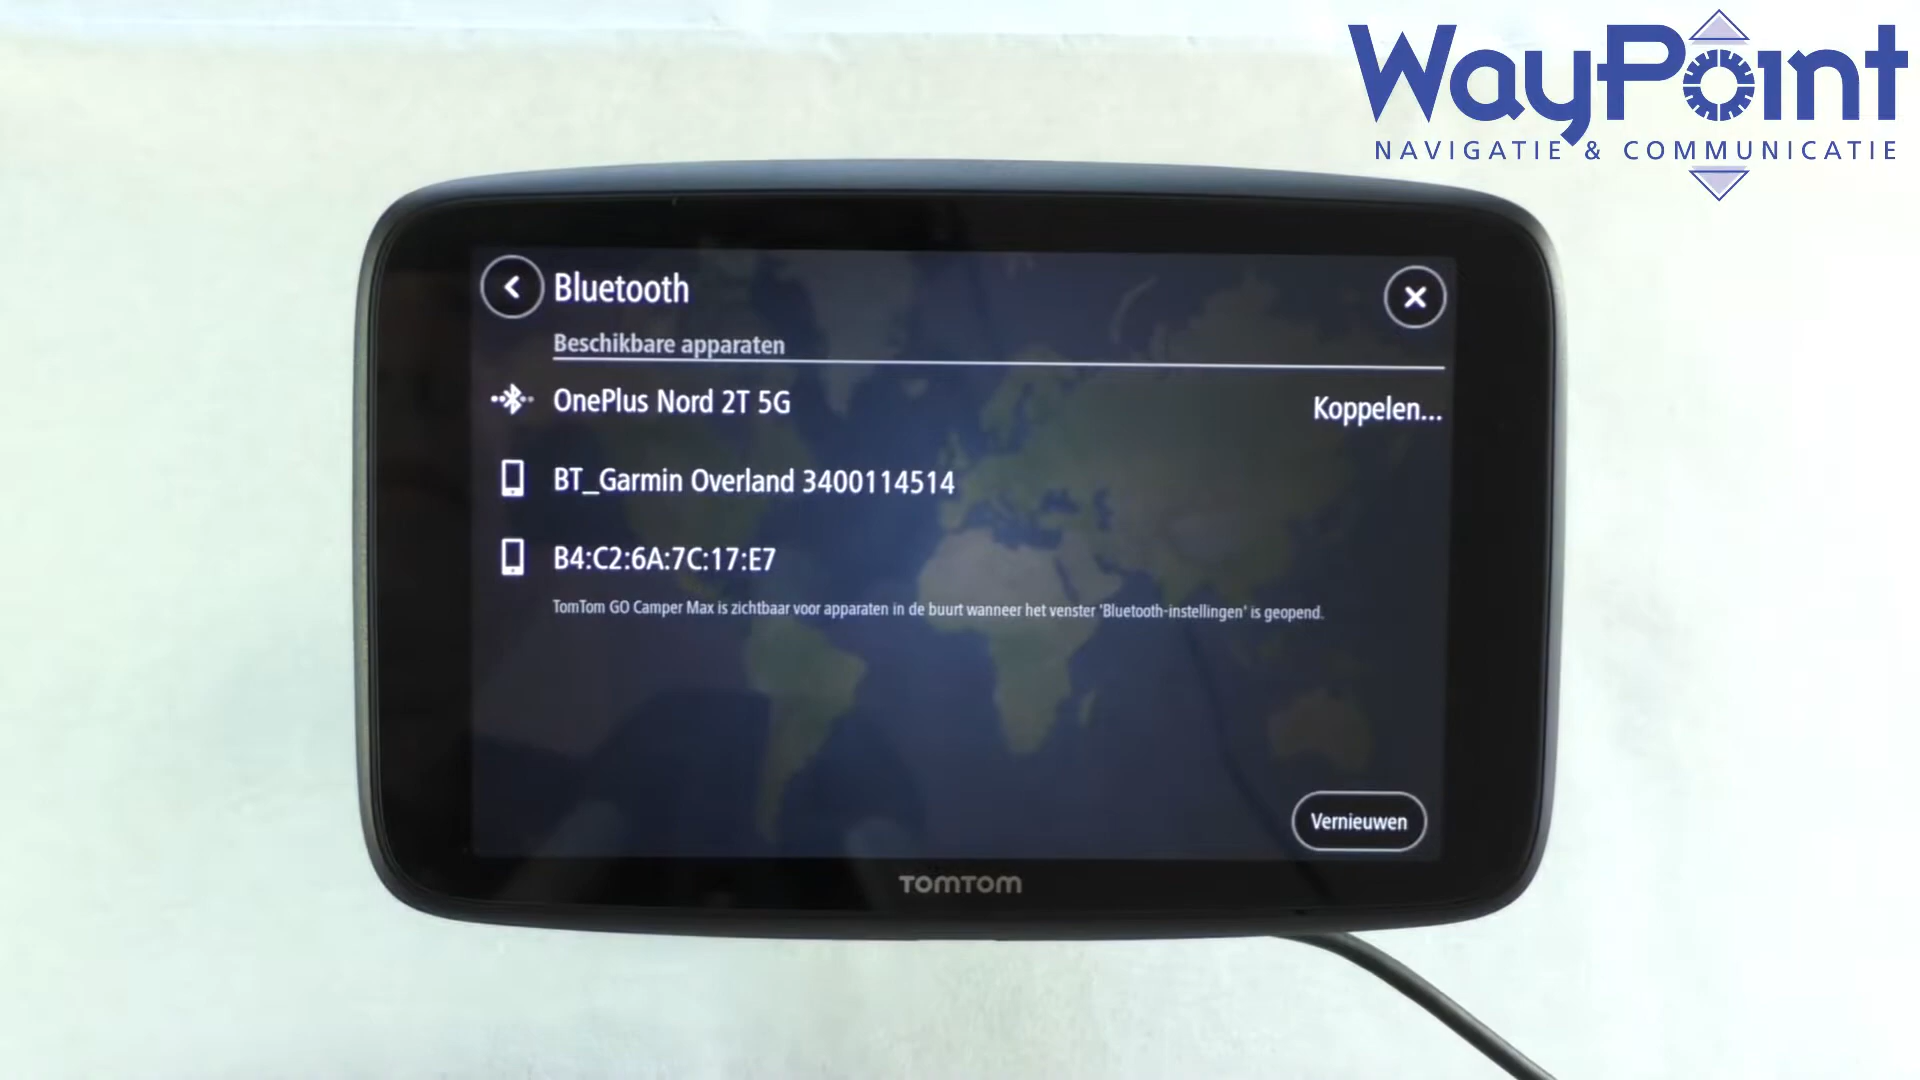 WayPoint
NAVIGATIE & COMMUNICATIE
Bluetooth
Beschikbare apparaten
OnePlus Nord 2T 5G
Koppelen...
BT_Garmin Overland 3400114514
B4:C2:6A:7C:17:E7
TomTom GO Camper Max is zichtbaar voor apparaten in de buurt wanneer het venster 'Bluetooth-instellingen' is geopend.
Vernieuwen
TOMTOM